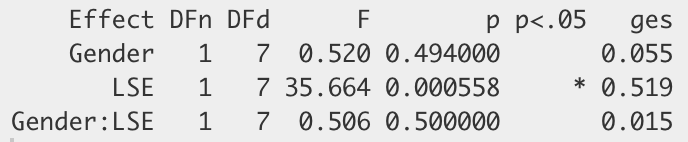 Effect DFn DFd F p p<.05 ges
Gender 1 7 0.520 0.494000 0.055
LSE 1 7 35.664 0.000558 * 0.519
Gender:LSE 1 7 0.506 0.500000 0.015